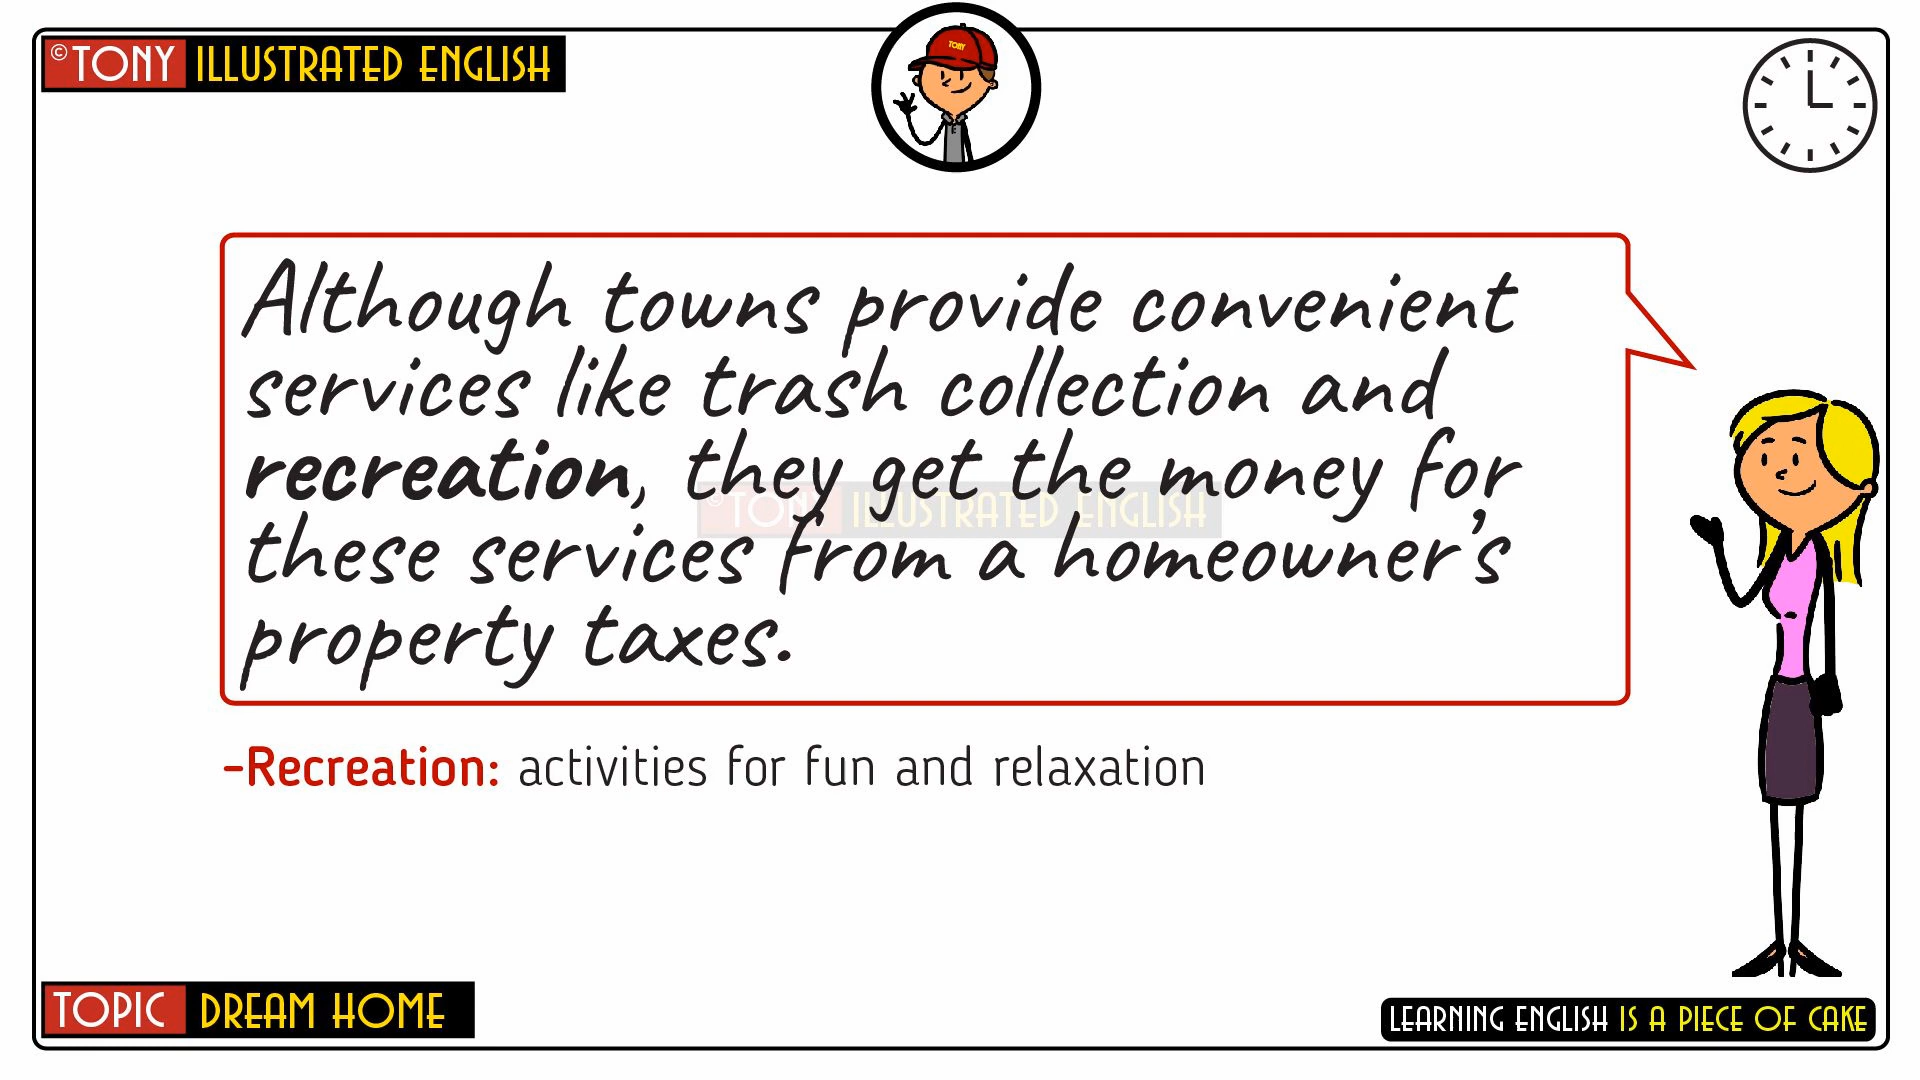 ©TONY ILLUSTRATED ENGLISH
TONY
Although towns provide convenient
services like trash collection and
recreation, they get the money for
these services from a homeowner's
property taxes.
©TONY ILLUSTRATED ENGLISH
-Recreation: activities for fun and relaxation
TOPIC DREAM HOME
LEARNING ENGLISH IS A PIECE OF CAKE